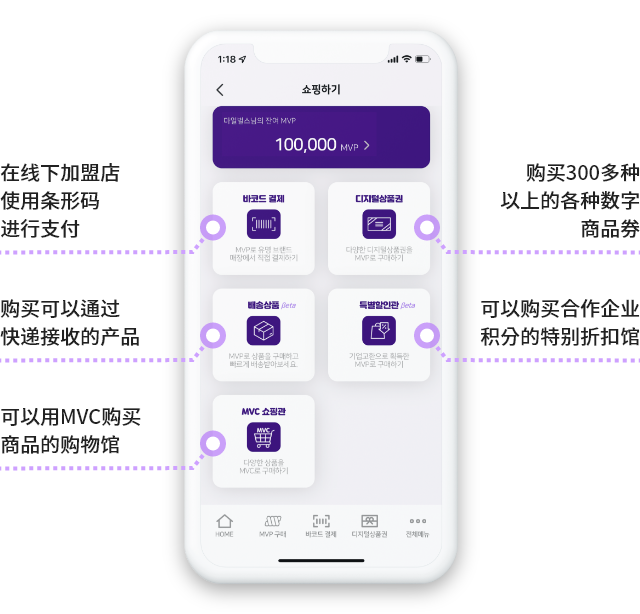 1:18
쇼핑하기
마일벌스님의 잔여 MVP
100,000 MVP
在线下加盟店
使用条形码
进行支付
购买300多种
以上的各种数字
商品券
바코드 결제
MVP로 유명 브랜드
매장에서 직접 결제하기
디지털상품권
다양한 디지털상품권을
MVP로 구매하기
购买可以通过
快递接收的产品
可以购买合作企业
积分的特别折扣馆
배송상품 Beta
MVP로 상품을 구매하고
빠르게 배송받아보세요.
특별할인관 Beta
기업교환으로 획득한
MVP로 구매하기
可以用MVC购买
商品的购物馆
MVC 쇼핑관
MVC
다양한 상품을
MVC로 구매하기
HOME
MVP 구매
바코드 결제
디지털상품권
전체메뉴